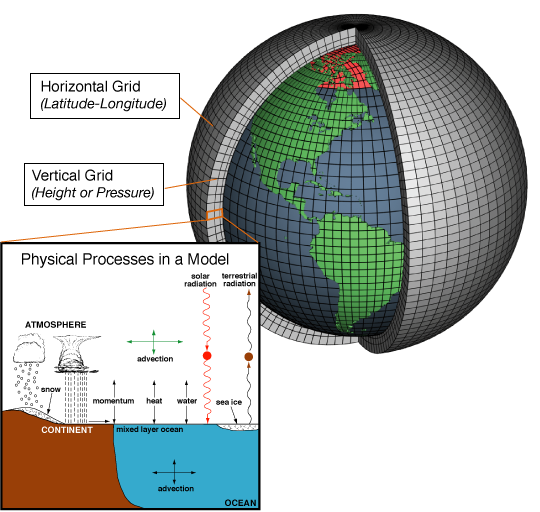 Horizontal Grid
(Latitude-Longitude)
Vertical Grid
(Height or Pressure)
Physical Processes in a Model
solar
radiation
terrestrial
radiation
ATMOSPHERE
advection
snow
momentum
heat
water
sea ice
CONTINENT
mixed layer ocean
advection
OCEAN